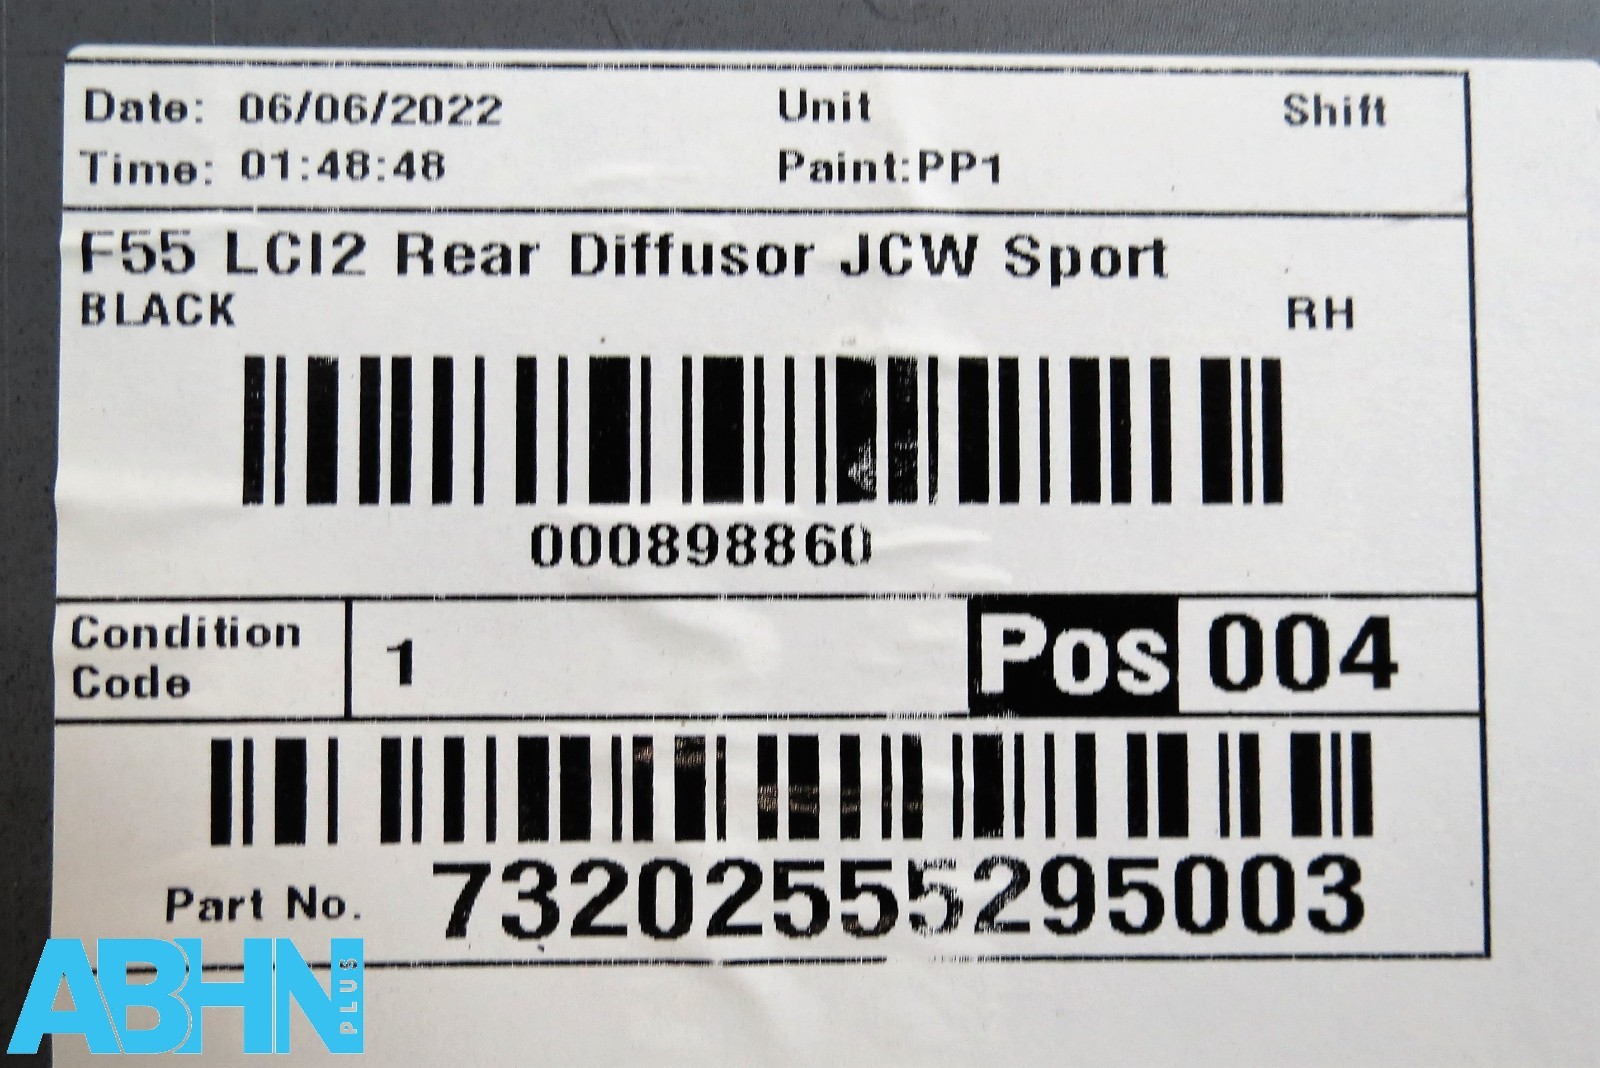 Date: 06/06/2022 Unit Shift
Time: 01:48:48 Paint:PP1
F55 LCI2 Rear Diffusor JCW Sport
BLACK RH
000898860
Condition Code 1 Pos 004
Part No. 73202555295003
ABHN PLUS